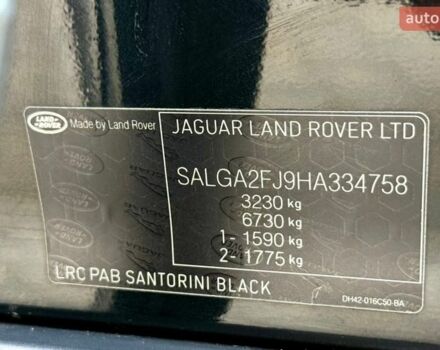 auto
LAND ROVER
Made by Land Rover
JAGUAR LAND ROVER LTD
SALGA2FJ9HA334758
3230 kg
6730 kg
1- 1590 kg
2- 1775 kg
LRC PAB SANTORINI BLACK
DH42-016C50-BA